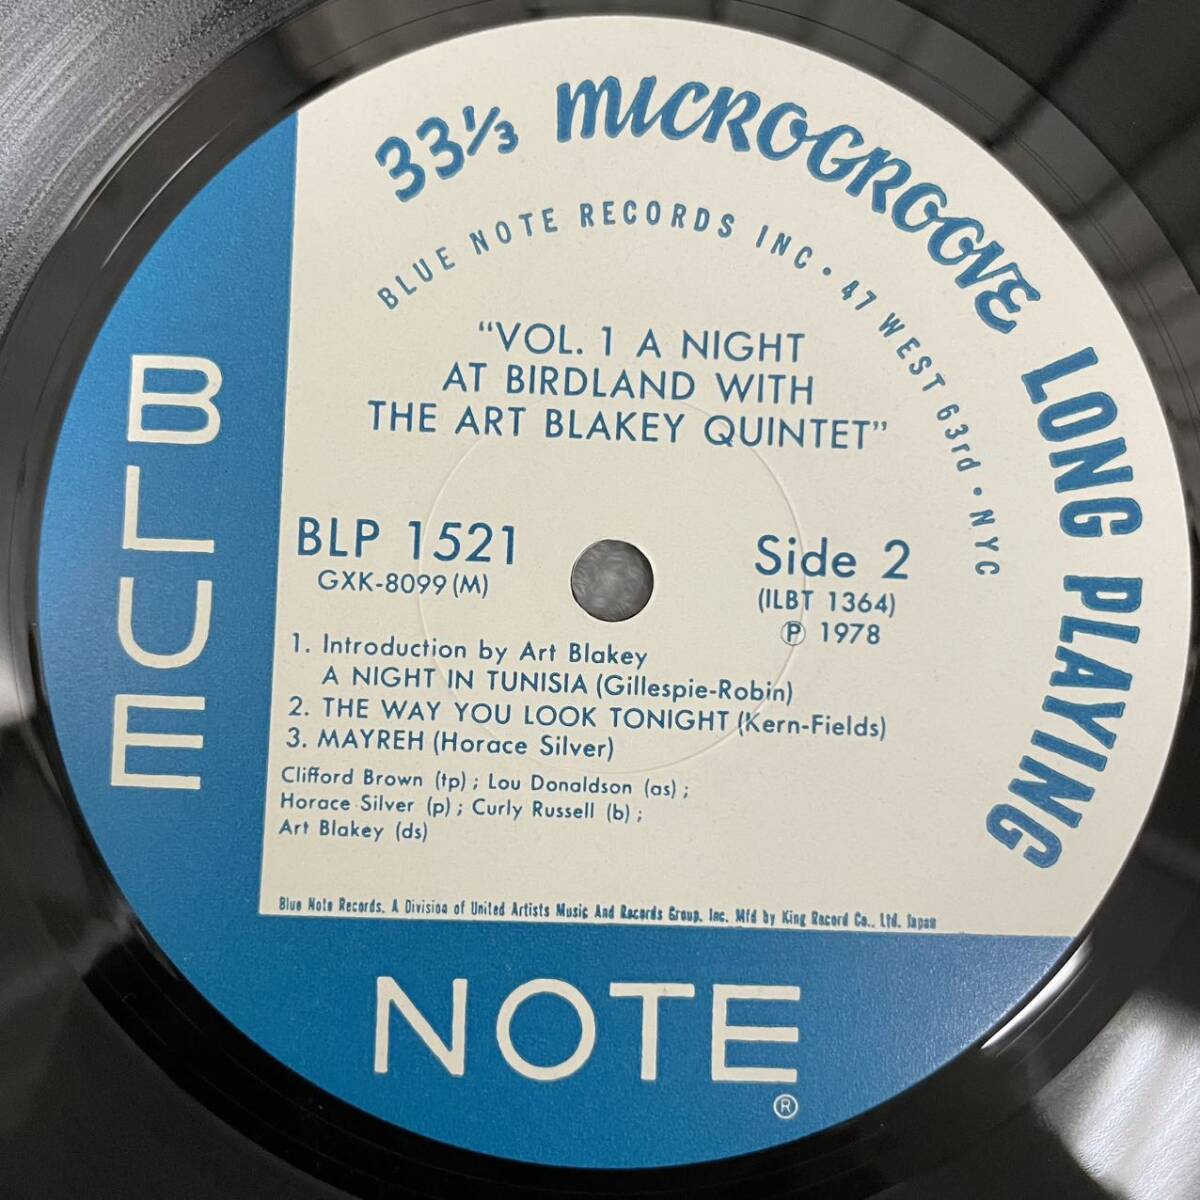 33⅓ MICROGROOVE LONG PLAYING
BLUE NOTE RECORDS INC • 47 WEST 63rd • NYC
"VOL. 1 A NIGHT
AT BIRDLAND WITH
THE ART BLAKEY QUINTET"
BLP 1521
GXK-8099 (M)
Side 2
(ILBT 1364)
Ⓟ 1978
1. Introduction by Art Blakey
A NIGHT IN TUNISIA (Gillespie-Robin)
2. THE WAY YOU LOOK TONIGHT (Kern-Fields)
3. MAYREH (Horace Silver)
Clifford Brown (tp) ; Lou Donaldson (as) ;
Horace Silver (p) ; Curly Russell (b) ;
Art Blakey (ds)
Blue Note Records. A Division of United Artists Music And Records Group. Inc. Mfd by King Record Co.. Ltd. Japan
BLUE
NOTE ®